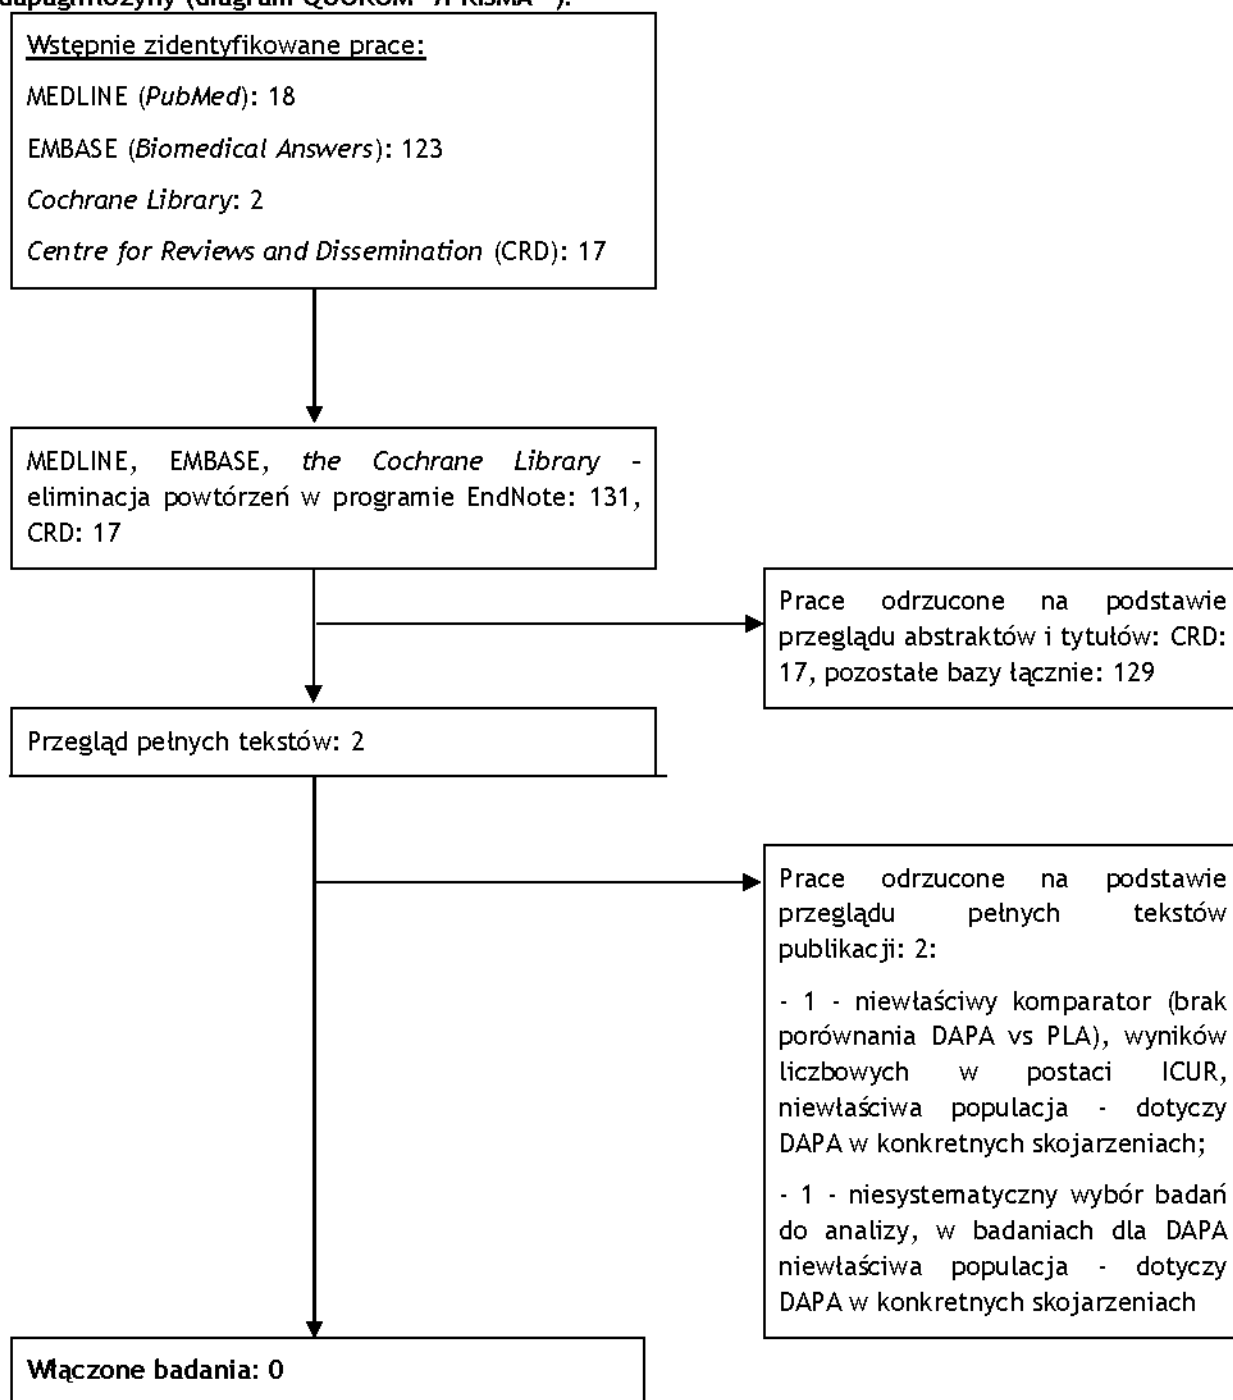 dapagliflozyny (diagram QUOROM /PRISMA ).
Wstępnie zidentyfikowane prace:
MEDLINE (PubMed): 18
EMBASE (Biomedical Answers): 123
Cochrane Library: 2
Centre for Reviews and Dissemination (CRD): 17
MEDLINE, EMBASE, the Cochrane Library -
eliminacja powtórzeń w programie EndNote: 131,
CRD: 17
Prace odrzucone na podstawie
przeglądu abstraktów i tytułów: CRD:
17, pozostałe bazy łącznie: 129
Przegląd pełnych tekstów: 2
Prace odrzucone na podstawie
przeglądu pełnych tekstów
publikacji: 2:
- 1 - niewłaściwy komparator (brak
porównania DAPA vs PLA), wyników
liczbowych w postaci ICUR,
niewłaściwa populacja - dotyczy
DAPA w konkretnych skojarzeniach;
- 1 - niesystematyczny wybór badań
do analizy, w badaniach dla DAPA
niewłaściwa populacja - dotyczy
DAPA w konkretnych skojarzeniach
Włączone badania: 0